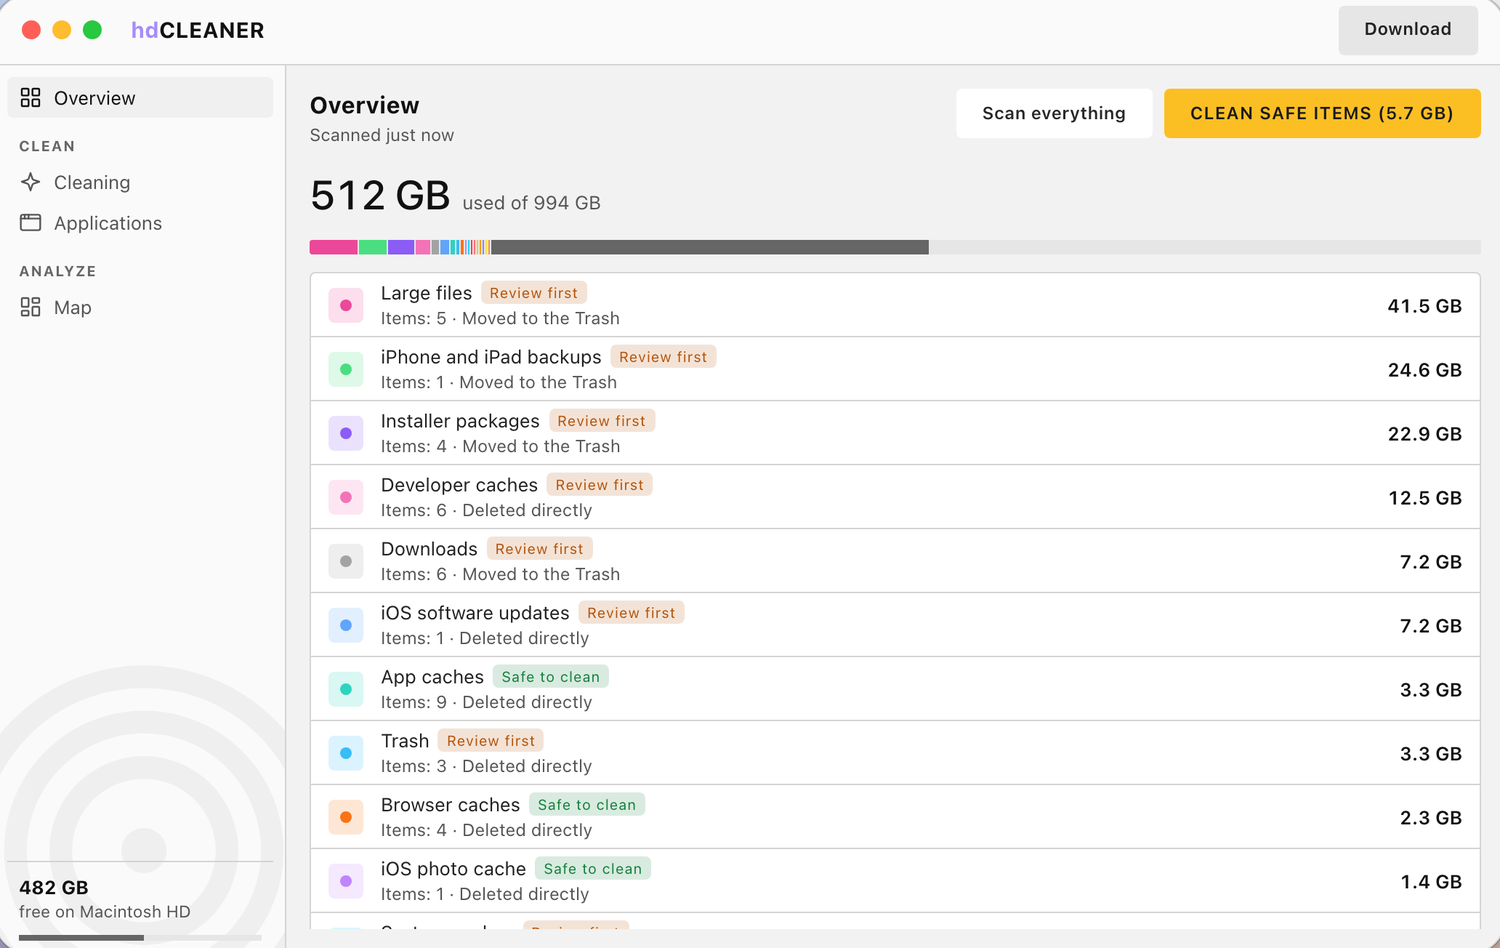 hdCLEANER
Download
Overview
CLEAN
Cleaning
Applications
ANALYZE
Map
482 GB
free on Macintosh HD
Overview
Scanned just now
Scan everything
CLEAN SAFE ITEMS (5.7 GB)
512 GB used of 994 GB
Large files Review first
Items: 5 · Moved to the Trash
41.5 GB
iPhone and iPad backups Review first
Items: 1 · Moved to the Trash
24.6 GB
Installer packages Review first
Items: 4 · Moved to the Trash
22.9 GB
Developer caches Review first
Items: 6 · Deleted directly
12.5 GB
Downloads Review first
Items: 6 · Moved to the Trash
7.2 GB
iOS software updates Review first
Items: 1 · Deleted directly
7.2 GB
App caches Safe to clean
Items: 9 · Deleted directly
3.3 GB
Trash Review first
Items: 3 · Deleted directly
3.3 GB
Browser caches Safe to clean
Items: 4 · Deleted directly
2.3 GB
iOS photo cache Safe to clean
Items: 1 · Deleted directly
1.4 GB
Review first